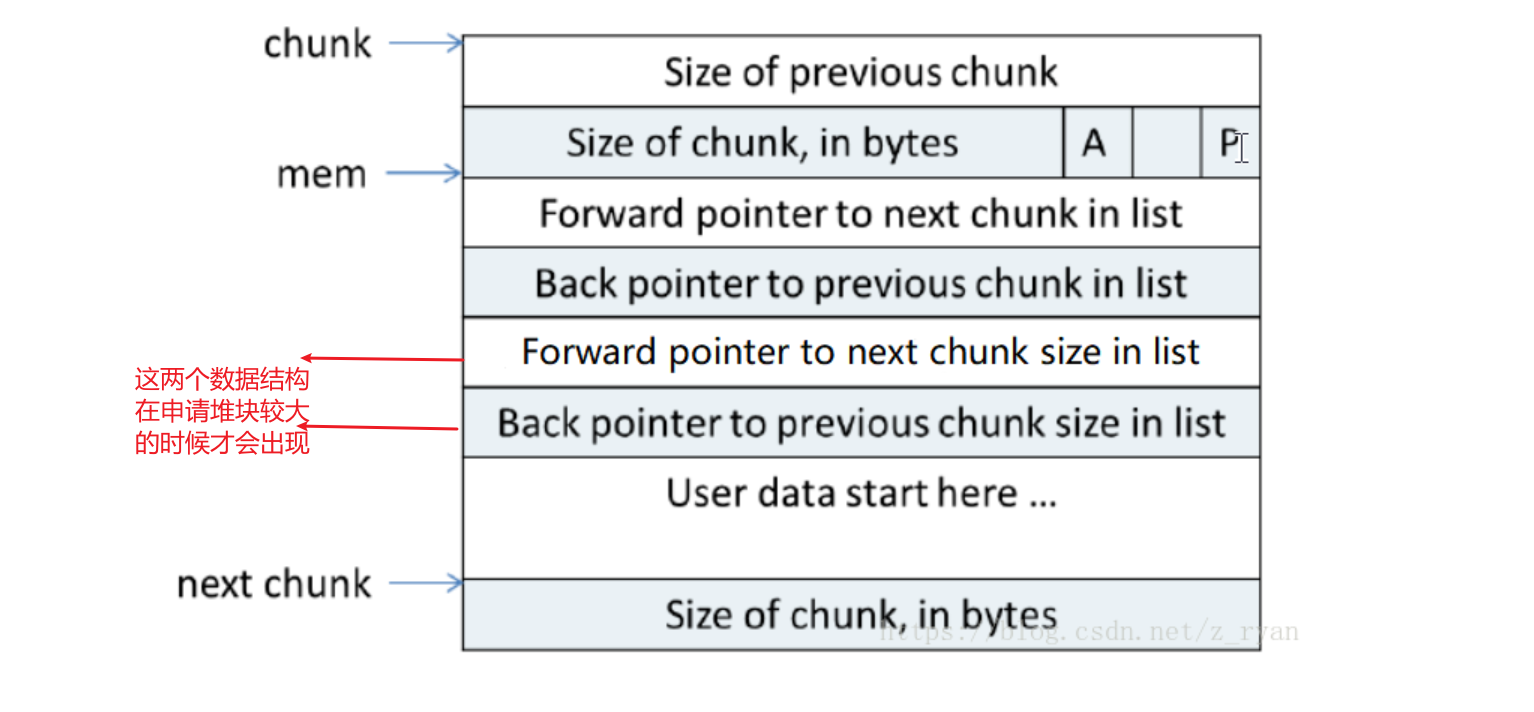 chunk
Size of previous chunk
Size of chunk, in bytes
A
P
mem
Forward pointer to next chunk in list
Back pointer to previous chunk in list
Forward pointer to next chunk size in list
这两个数据结构
在申请堆块较大
的时候才会出现
Back pointer to previous chunk size in list
User data start here ...
next chunk
Size of chunk, in bytes
https://blog.csdn.net/z_ryan